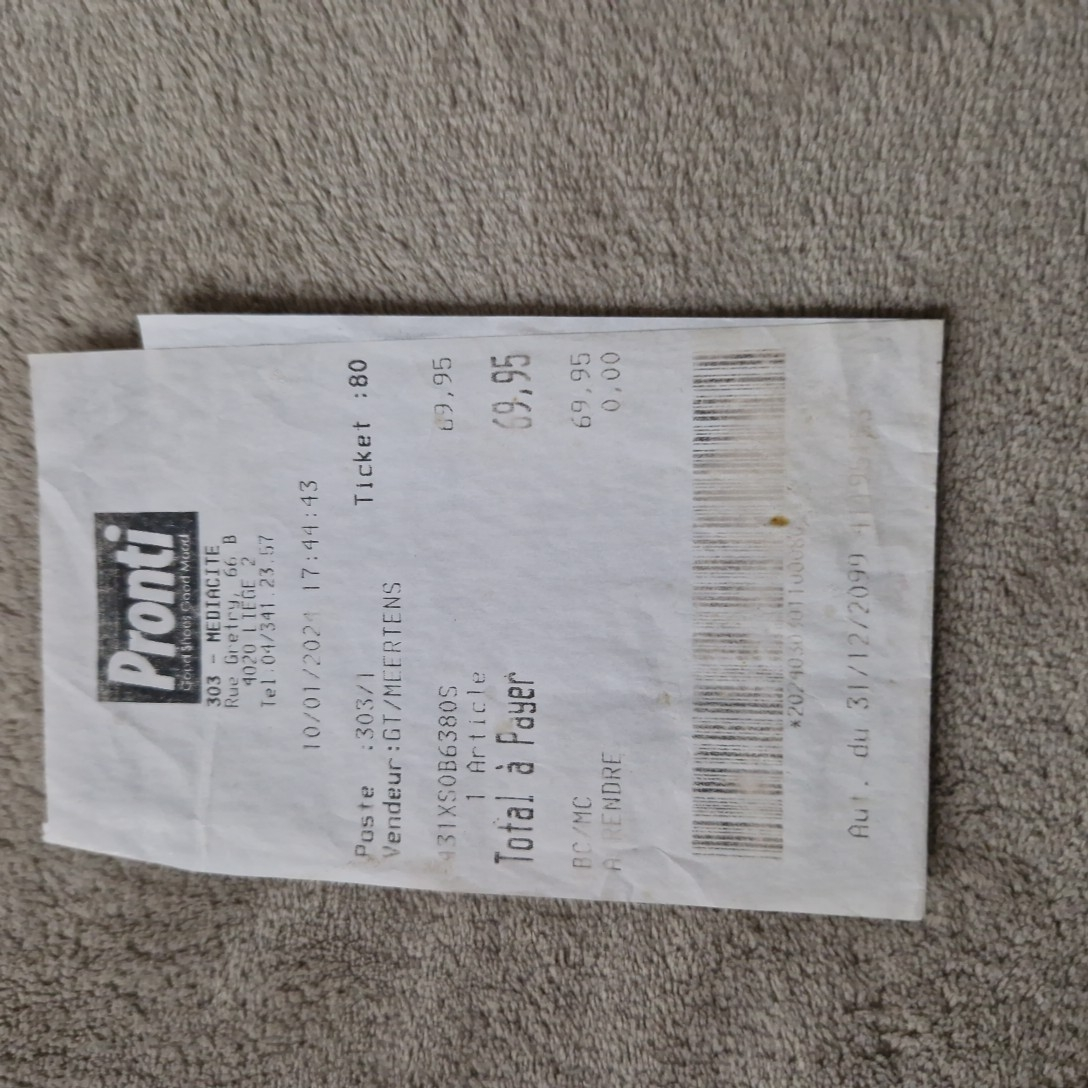 Pronti
Good Shoes Good Mood
303 - MEDIACITE
Rue Gretry, 66 B
4020 LIEGE 2
Tel.04/341.23.57
10/01/2024 17:44:43
Poste :303/1 Ticket :80
Vendeur:GT/MEERTENS
431XSOB6380S 69,95
1 Article
Total à Payer 69,95
BC/MC 69,95
A RENDRE 0,00
Aut. du 31/12/2099